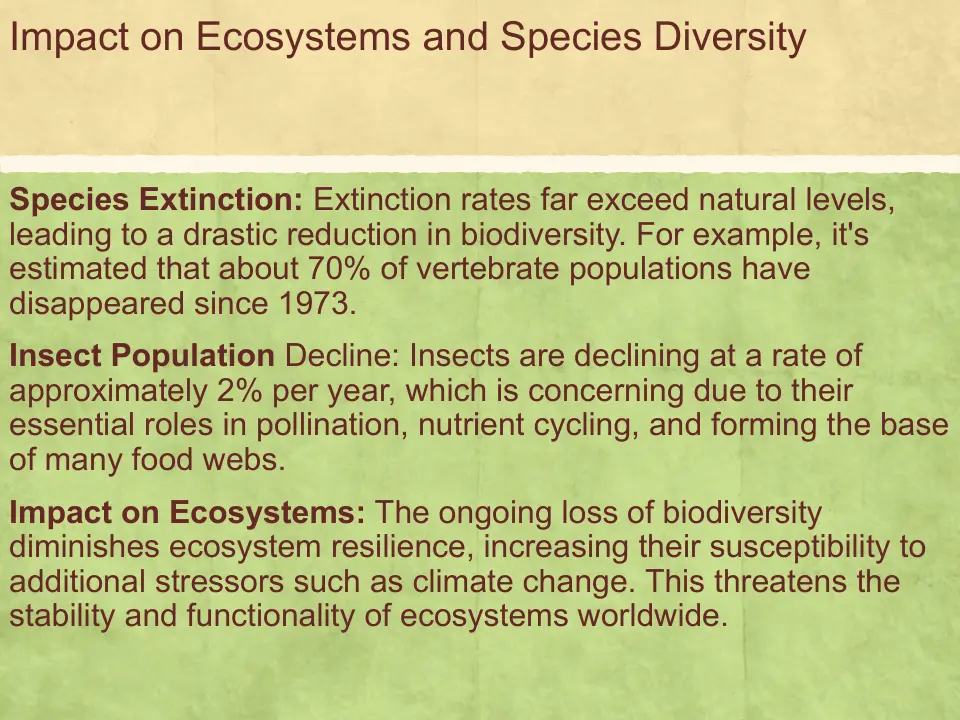 Impact on Ecosystems and Species Diversity
Species Extinction: Extinction rates far exceed natural levels,
leading to a drastic reduction in biodiversity. For example, it's
estimated that about 70% of vertebrate populations have
disappeared since 1973.
Insect Population Decline: Insects are declining at a rate of
approximately 2% per year, which is concerning due to their
essential roles in pollination, nutrient cycling, and forming the base
of many food webs.
Impact on Ecosystems: The ongoing loss of biodiversity
diminishes ecosystem resilience, increasing their susceptibility to
additional stressors such as climate change. This threatens the
stability and functionality of ecosystems worldwide.